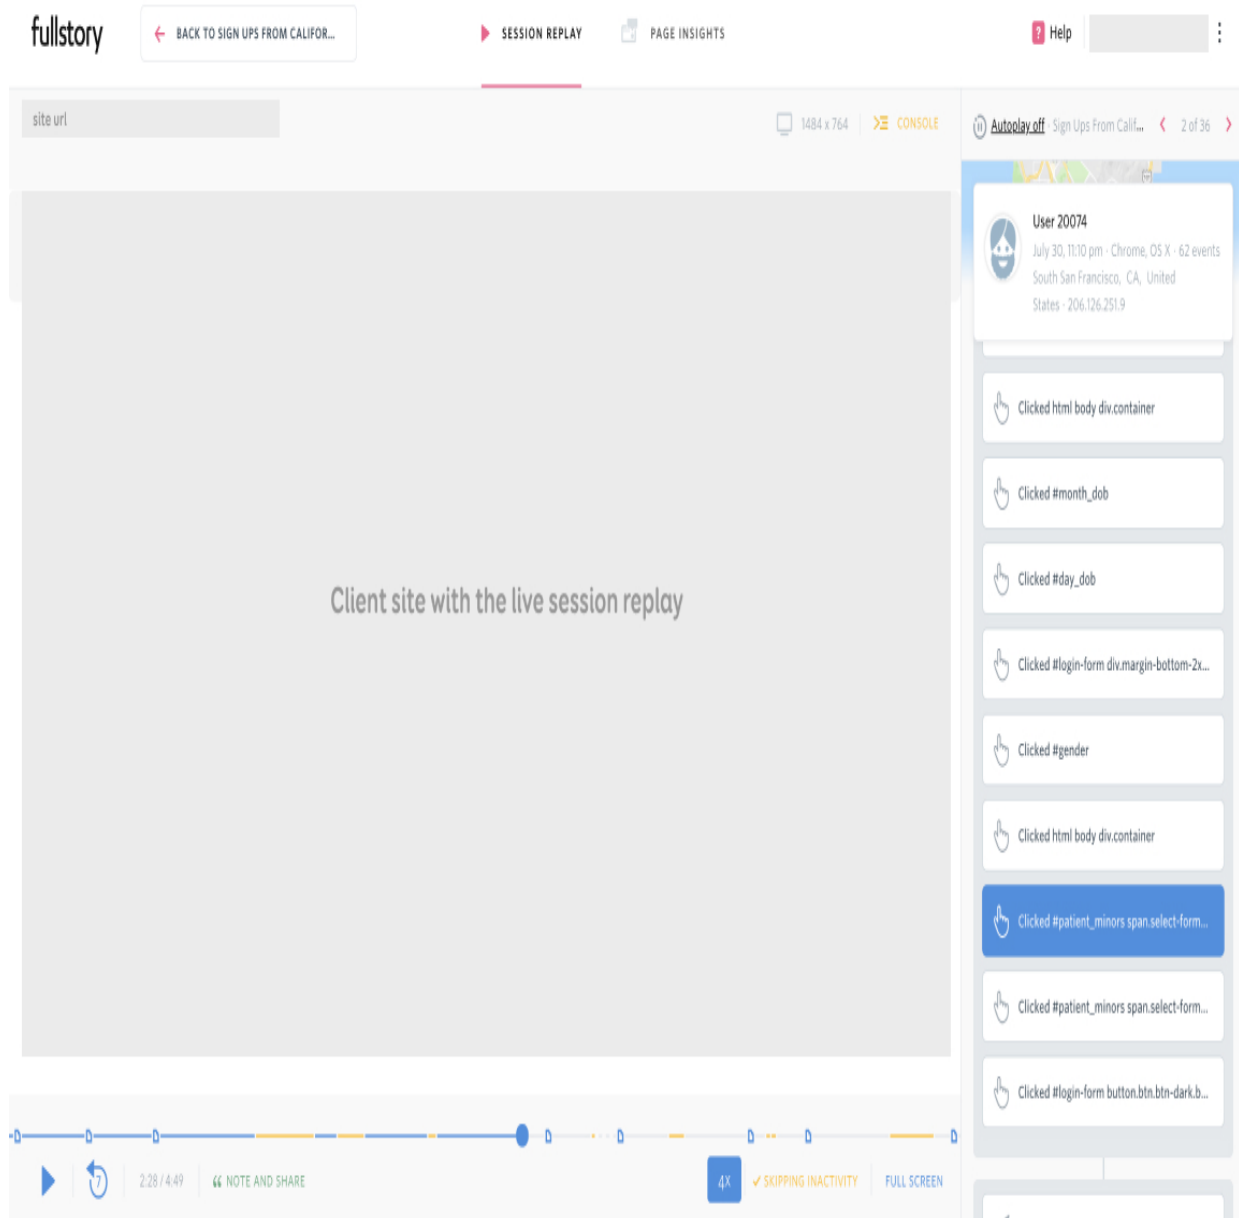 fullstory
BACK TO SIGN UPS FROM CALIFOR...
SESSION REPLAY
PAGE INSIGHTS
? Help
site url
1484 x 764
CONSOLE
Autoplay off · Sign Ups From Calif...
2 of 36
User 20074
July 30, 11:10 pm · Chrome, OS X · 62 events
South San Francisco, CA, United
States · 206.126.251.9
Clicked html body div.container
Clicked #month_dob
Clicked #day_dob
Clicked #login-form div.margin-bottom-2x...
Clicked #gender
Clicked html body div.container
Clicked #patient_minors span.select-form...
Clicked #patient_minors span.select-form...
Clicked #login-form button.btn.btn-dark.b...
Client site with the live session replay
7
2:28 / 4:49
NOTE AND SHARE
4X
SKIPPING INACTIVITY
FULL SCREEN